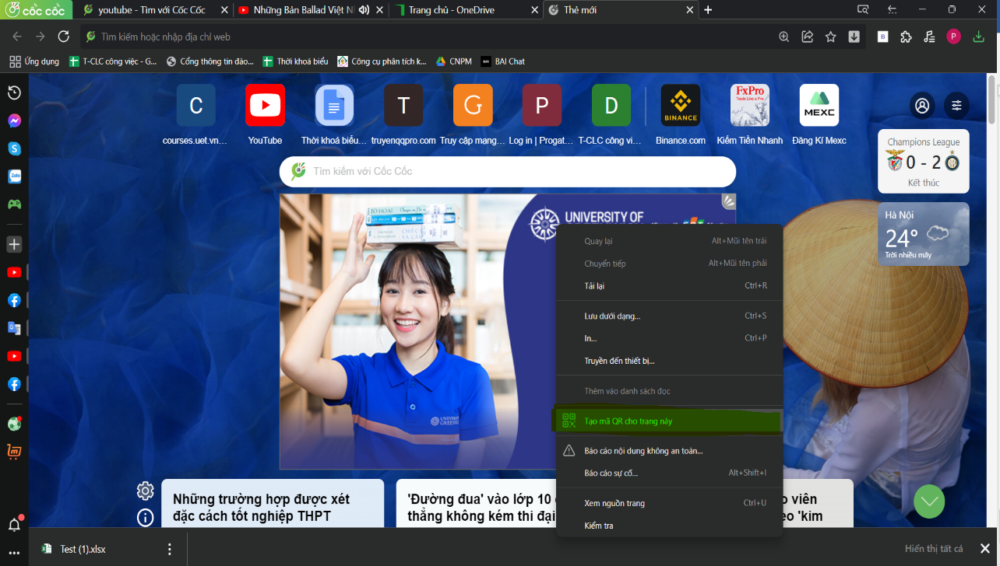 cốc cốc
youtube - Tìm với Cốc Cốc
Những Bản Ballad Việt N
Trang chủ - OneDrive
Thẻ mới
Tìm kiếm hoặc nhập địa chỉ web
B
P
Ứng dụng
T-CLC công việc - G...
Cổng thông tin đào...
Thời khoá biểu
Công cụ phân tích k...
CNPM
BAI Chat
C
T
G
P
D
BINANCE
FxPro
Trade Like a Pro
MEXC
courses.uet.vn...
YouTube
Thời khoá biểu...
truyenqqpro.com
Truy cập mạng...
Log in | Progat...
T-CLC công vi...
Binance.com
Kiếm Tiền Nhanh
Đăng Kí Mexc
Zalo
Tìm kiếm với Cốc Cốc
Champions League
0 - 2
Kết thúc
Hà Nội
24°
Trời nhiều mây
TÔ HOÀI
UNIVERSITY OF
Quay lại
Alt+Mũi tên trái
Chuyển tiếp
Alt+Mũi tên phải
Tải lại
Ctrl+R
Lưu dưới dạng...
Ctrl+S
In...
Ctrl+P
Truyền đến thiết bị...
Thêm vào danh sách đọc
Tạo mã QR cho trang này
Báo cáo nội dung không an toàn...
Báo cáo sự cố...
Alt+Shift+I
Xem nguồn trang
Ctrl+U
Kiểm tra
Những trường hợp được xét
đặc cách tốt nghiệp THPT
'Đường đua' vào lớp 10
thẳng không kém thi đại
viên
'kim
Test (1).xlsx
Hiển thị tất cả